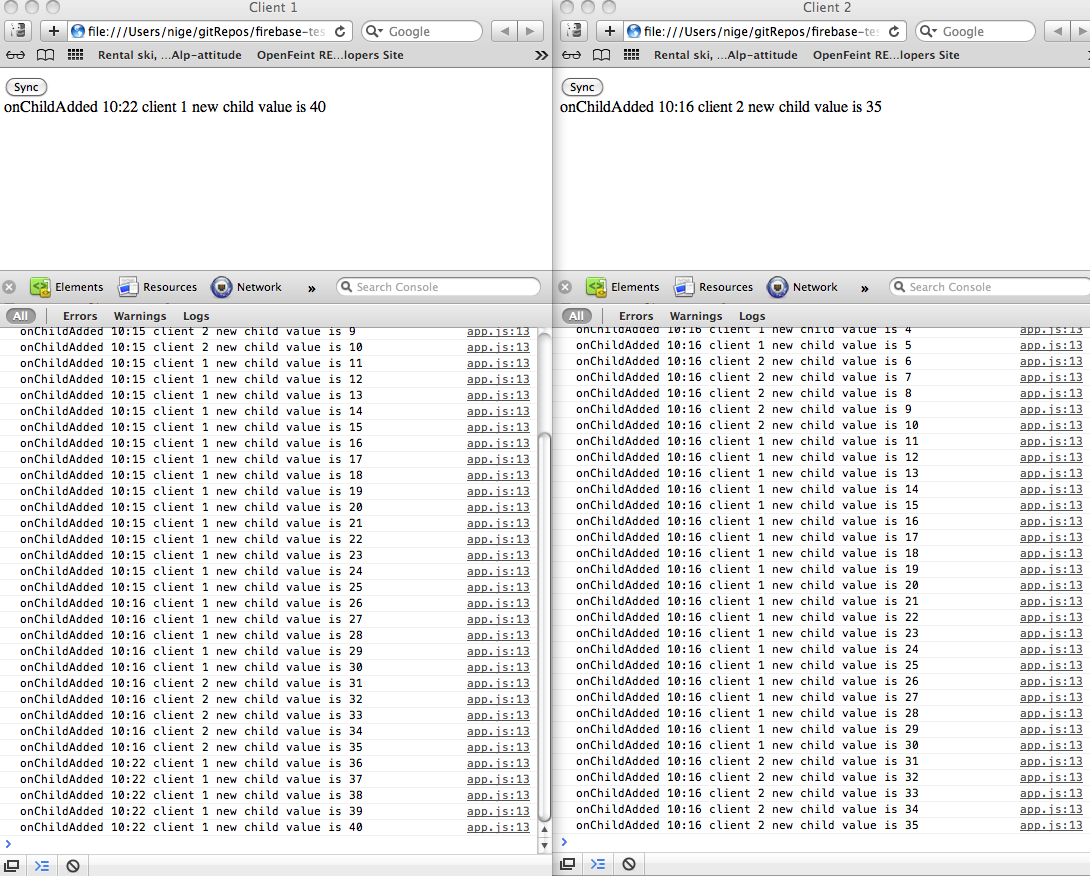 Client 1
file:///Users/nige/gitRepos/firebase-tes
Google
Rental ski, ...Alp-attitude OpenFeint RE...lopers Site »
Sync
onChildAdded 10:22 client 1 new child value is 40
Elements Resources Network » Search Console
All Errors Warnings Logs
onChildAdded 10:15 client 2 new child value is 9 app.js:13
onChildAdded 10:15 client 2 new child value is 10 app.js:13
onChildAdded 10:15 client 1 new child value is 11 app.js:13
onChildAdded 10:15 client 1 new child value is 12 app.js:13
onChildAdded 10:15 client 1 new child value is 13 app.js:13
onChildAdded 10:15 client 1 new child value is 14 app.js:13
onChildAdded 10:15 client 1 new child value is 15 app.js:13
onChildAdded 10:15 client 1 new child value is 16 app.js:13
onChildAdded 10:15 client 1 new child value is 17 app.js:13
onChildAdded 10:15 client 1 new child value is 18 app.js:13
onChildAdded 10:15 client 1 new child value is 19 app.js:13
onChildAdded 10:15 client 1 new child value is 20 app.js:13
onChildAdded 10:15 client 1 new child value is 21 app.js:13
onChildAdded 10:15 client 1 new child value is 22 app.js:13
onChildAdded 10:15 client 1 new child value is 23 app.js:13
onChildAdded 10:15 client 1 new child value is 24 app.js:13
onChildAdded 10:15 client 1 new child value is 25 app.js:13
onChildAdded 10:16 client 1 new child value is 26 app.js:13
onChildAdded 10:16 client 1 new child value is 27 app.js:13
onChildAdded 10:16 client 1 new child value is 28 app.js:13
onChildAdded 10:16 client 1 new child value is 29 app.js:13
onChildAdded 10:16 client 1 new child value is 30 app.js:13
onChildAdded 10:16 client 2 new child value is 31 app.js:13
onChildAdded 10:16 client 2 new child value is 32 app.js:13
onChildAdded 10:16 client 2 new child value is 33 app.js:13
onChildAdded 10:16 client 2 new child value is 34 app.js:13
onChildAdded 10:16 client 2 new child value is 35 app.js:13
onChildAdded 10:22 client 1 new child value is 36 app.js:13
onChildAdded 10:22 client 1 new child value is 37 app.js:13
onChildAdded 10:22 client 1 new child value is 38 app.js:13
onChildAdded 10:22 client 1 new child value is 39 app.js:13
onChildAdded 10:22 client 1 new child value is 40 app.js:13
Client 2
file:///Users/nige/gitRepos/firebase-tes
Google
Rental ski, ...Alp-attitude OpenFeint RE...lopers Site
Sync
onChildAdded 10:16 client 2 new child value is 35
Elements Resources Network » Search Console
All Errors Warnings Logs
onChildAdded 10:16 client 1 new child value is 4 app.js:13
onChildAdded 10:16 client 1 new child value is 5 app.js:13
onChildAdded 10:16 client 2 new child value is 6 app.js:13
onChildAdded 10:16 client 2 new child value is 7 app.js:13
onChildAdded 10:16 client 2 new child value is 8 app.js:13
onChildAdded 10:16 client 2 new child value is 9 app.js:13
onChildAdded 10:16 client 2 new child value is 10 app.js:13
onChildAdded 10:16 client 1 new child value is 11 app.js:13
onChildAdded 10:16 client 1 new child value is 12 app.js:13
onChildAdded 10:16 client 1 new child value is 13 app.js:13
onChildAdded 10:16 client 1 new child value is 14 app.js:13
onChildAdded 10:16 client 1 new child value is 15 app.js:13
onChildAdded 10:16 client 1 new child value is 16 app.js:13
onChildAdded 10:16 client 1 new child value is 17 app.js:13
onChildAdded 10:16 client 1 new child value is 18 app.js:13
onChildAdded 10:16 client 1 new child value is 19 app.js:13
onChildAdded 10:16 client 1 new child value is 20 app.js:13
onChildAdded 10:16 client 1 new child value is 21 app.js:13
onChildAdded 10:16 client 1 new child value is 22 app.js:13
onChildAdded 10:16 client 1 new child value is 23 app.js:13
onChildAdded 10:16 client 1 new child value is 24 app.js:13
onChildAdded 10:16 client 1 new child value is 25 app.js:13
onChildAdded 10:16 client 1 new child value is 26 app.js:13
onChildAdded 10:16 client 1 new child value is 27 app.js:13
onChildAdded 10:16 client 1 new child value is 28 app.js:13
onChildAdded 10:16 client 1 new child value is 29 app.js:13
onChildAdded 10:16 client 1 new child value is 30 app.js:13
onChildAdded 10:16 client 2 new child value is 31 app.js:13
onChildAdded 10:16 client 2 new child value is 32 app.js:13
onChildAdded 10:16 client 2 new child value is 33 app.js:13
onChildAdded 10:16 client 2 new child value is 34 app.js:13
onChildAdded 10:16 client 2 new child value is 35 app.js:13